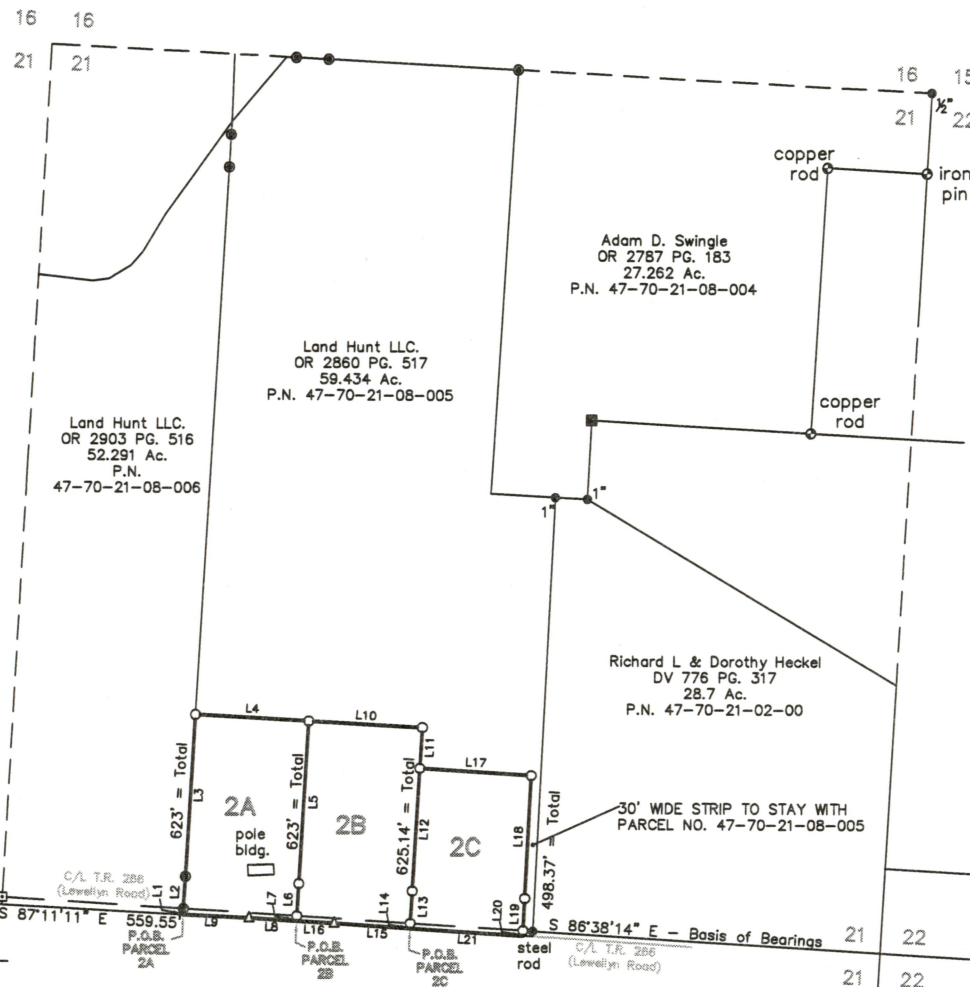 16 16
21 21
16 15
21 22
½"
copper
rod
iron
pin
Adam D. Swingle
OR 2787 PG. 183
27.262 Ac.
P.N. 47-70-21-08-004
Land Hunt LLC.
OR 2860 PG. 517
59.434 Ac.
P.N. 47-70-21-08-005
Land Hunt LLC.
OR 2903 PG. 516
52.291 Ac.
P.N.
47-70-21-08-006
copper
rod
1"
1"
Richard L & Dorothy Heckel
DV 776 PG. 317
28.7 Ac.
P.N. 47-70-21-02-00
L4
L10
L11
L17
623' = Total
L3
623' = Total
L5
625.14' = Total
L12
L18
498.37' = Total
2A
2B
2C
pole
bldg.
30' WIDE STRIP TO STAY WITH
PARCEL NO. 47-70-21-08-005
C/L T.R. 286
(Lewellyn Road)
L1
L2
L6
L7
L13
L14
L19
L20
S 87°11'11" E
559.55'
L9
L8
L16
L15
L21
S 86°38'14" E - Basis of Bearings
P.O.B.
PARCEL
2A
P.O.B.
PARCEL
2B
P.O.B.
PARCEL
2C
steel
rod
C/L T.R. 286
(Lewellyn Road)
21 22
21 22